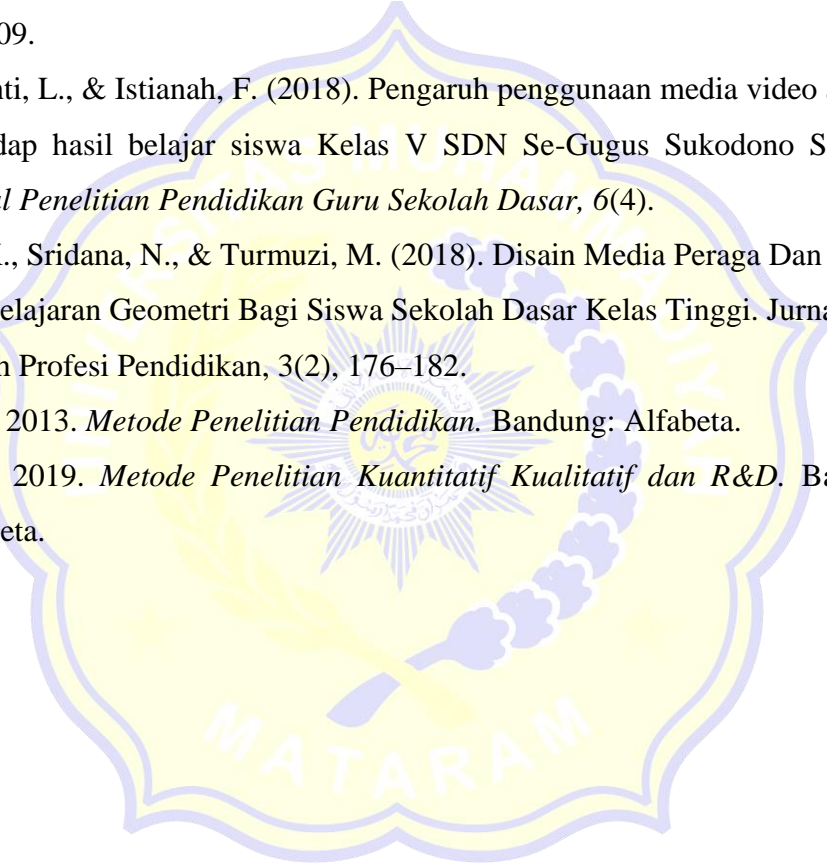 09.
nti, L., & Istianah, F. (2018). Pengaruh penggunaan media video
dap hasil belajar siswa Kelas V SDN Se-Gugus Sukodono S
al Penelitian Pendidikan Guru Sekolah Dasar, 6(4).
., Sridana, N., & Turmuzi, M. (2018). Disain Media Peraga Dan
elajaran Geometri Bagi Siswa Sekolah Dasar Kelas Tinggi. Jurna
n Profesi Pendidikan, 3(2), 176–182.
2013. Metode Penelitian Pendidikan. Bandung: Alfabeta.
2019. Metode Penelitian Kuantitatif Kualitatif dan R&D. Ba
eta.
UNIVERSITAS MUHAMMADIYAH
MATARAM